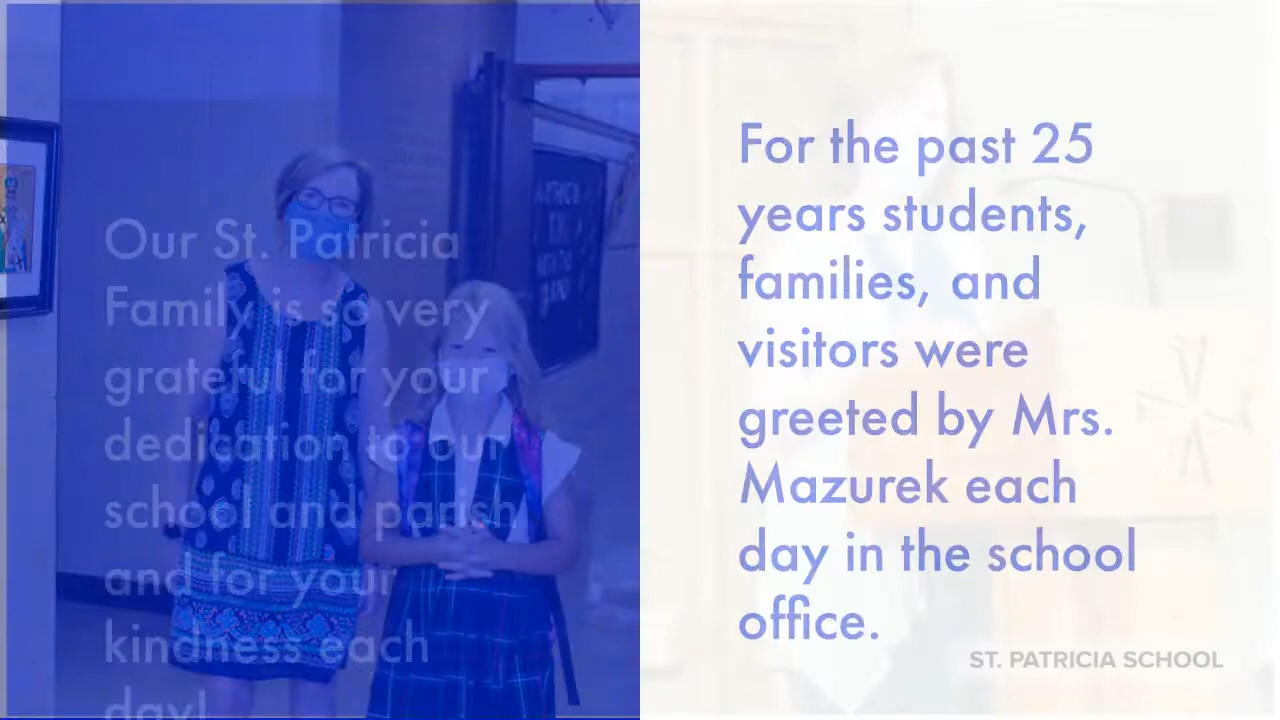 Our St. Patricia
Family is so very
grateful for your
dedication to our
school and parish
and for your
kindness each
day!
For the past 25
years students,
families, and
visitors were
greeted by Mrs.
Mazurek each
day in the school
office.
ST. PATRICIA SCHOOL